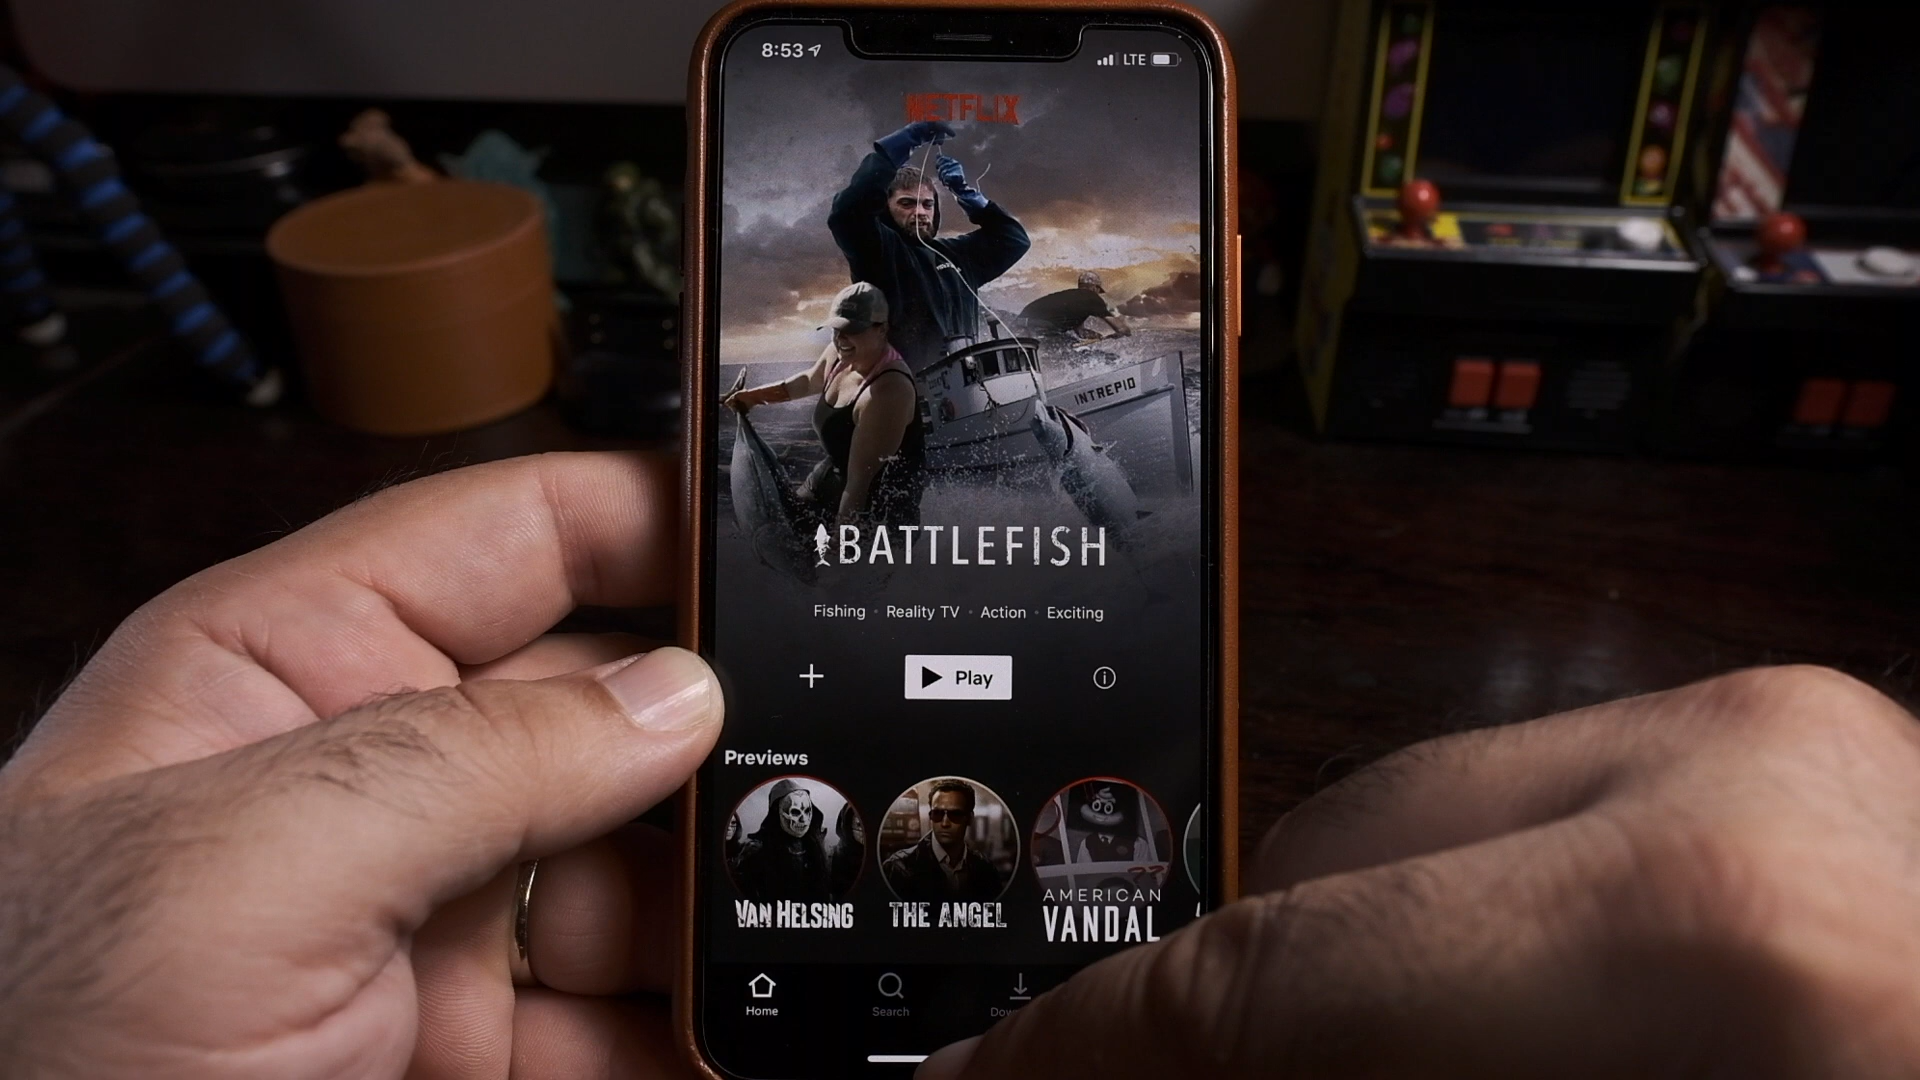 8:53
LTE
NETFLIX
INTREPID
BATTLEFISH
Fishing • Reality TV • Action • Exciting
Play
Previews
VAN HELSING
THE ANGEL
AMERICAN
VANDAL
Home
Search